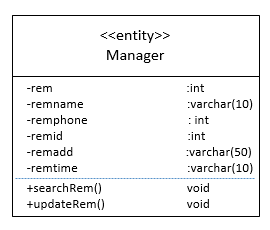 <<entity>>
Manager
-rem :int
-remname :varchar(10)
-remphone : int
-remid :int
-remadd :varchar(50)
-remtime :varchar(10)
+searchRem() void
+updateRem() void